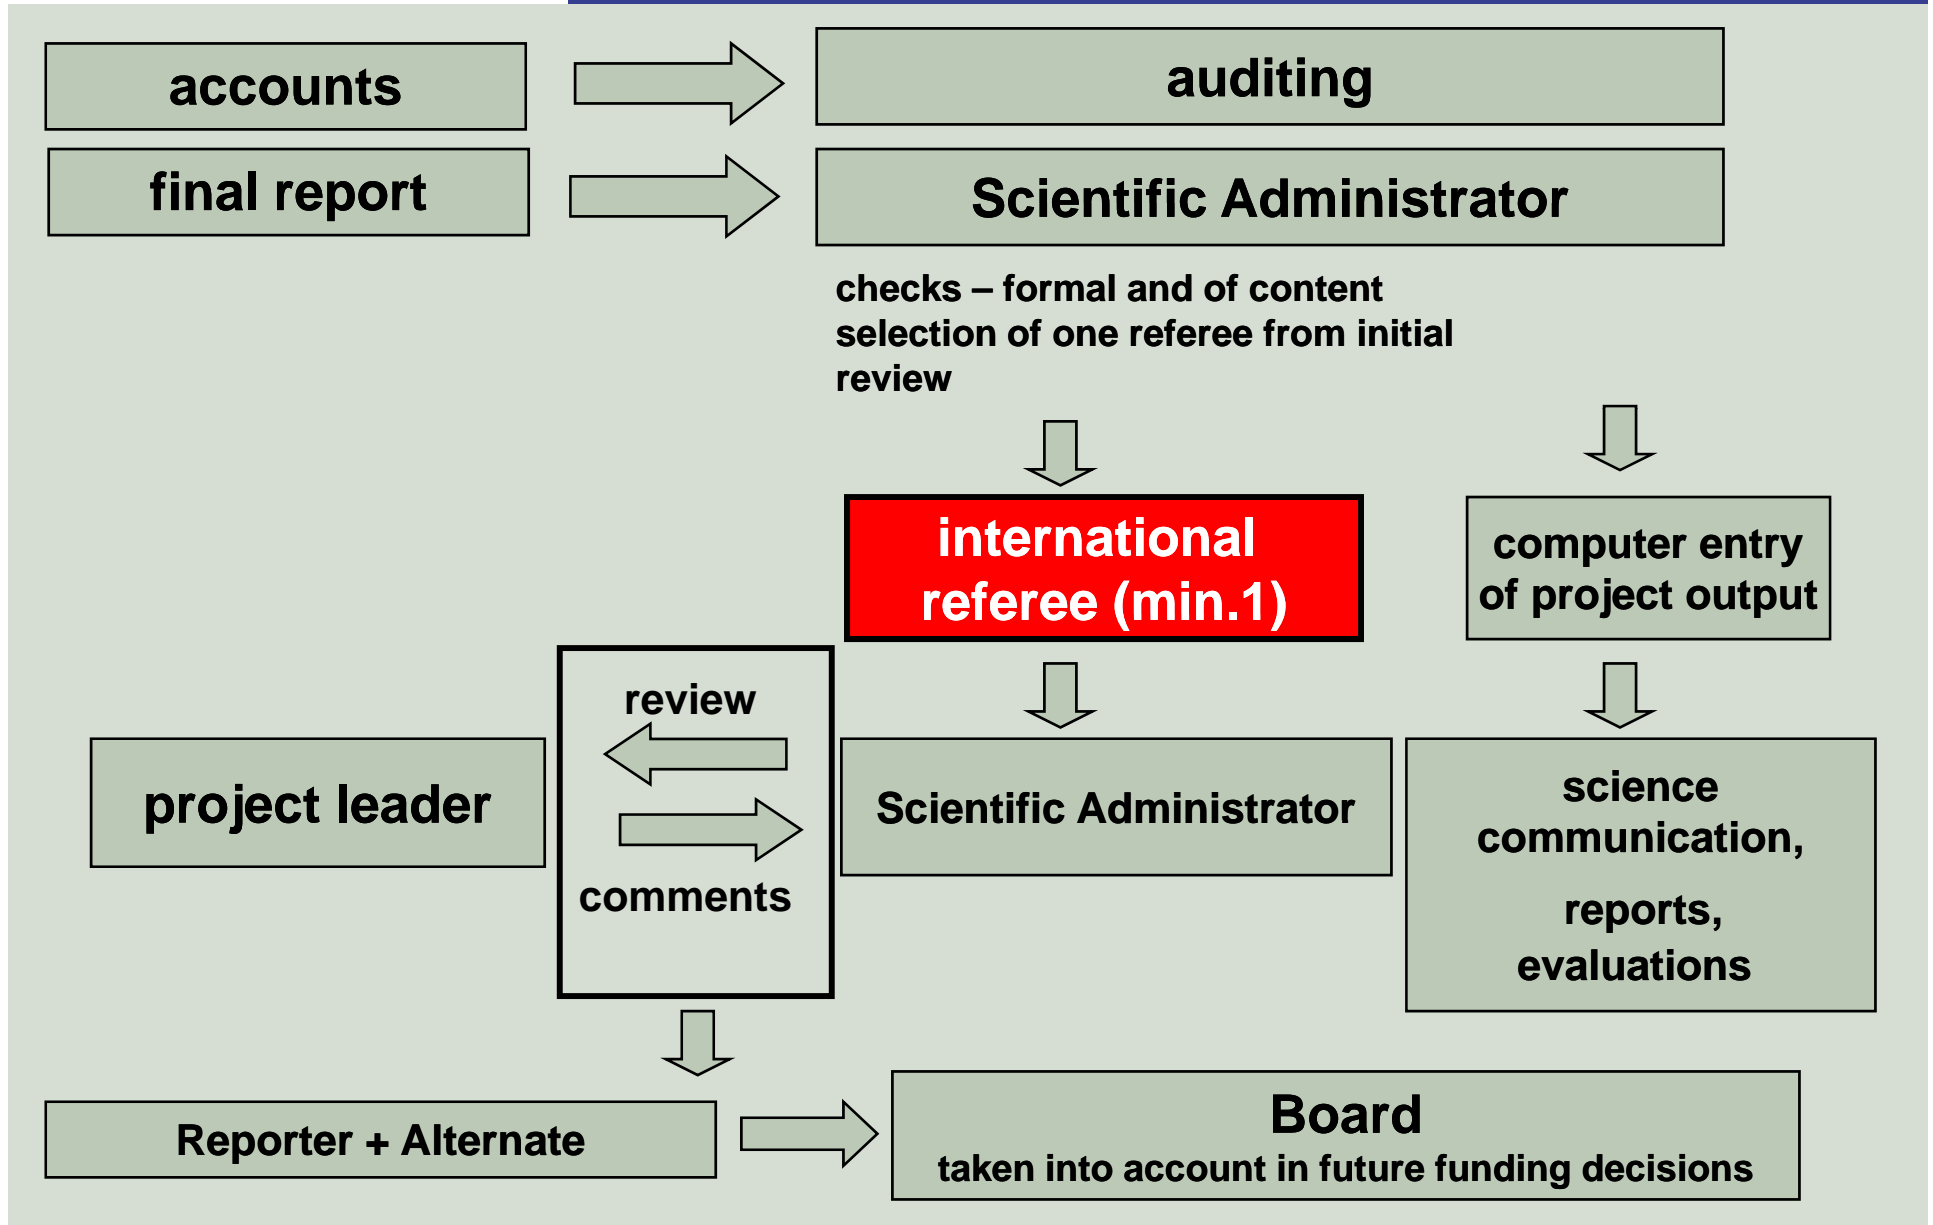 accounts
auditing
final report
Scientific Administrator
checks – formal and of content
selection of one referee from initial
review
international
referee (min.1)
computer entry
of project output
review
comments
project leader
Scientific Administrator
science
communication,
reports,
evaluations
Reporter + Alternate
Board
taken into account in future funding decisions